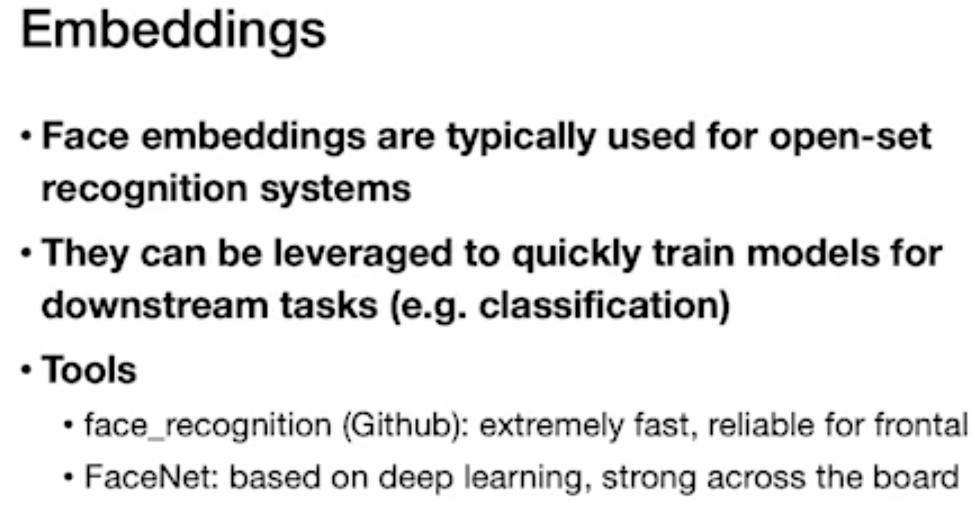 Embeddings
• Face embeddings are typically used for open-set
recognition systems
• They can be leveraged to quickly train models for
downstream tasks (e.g. classification)
• Tools
• face_recognition (Github): extremely fast, reliable for frontal
• FaceNet: based on deep learning, strong across the board